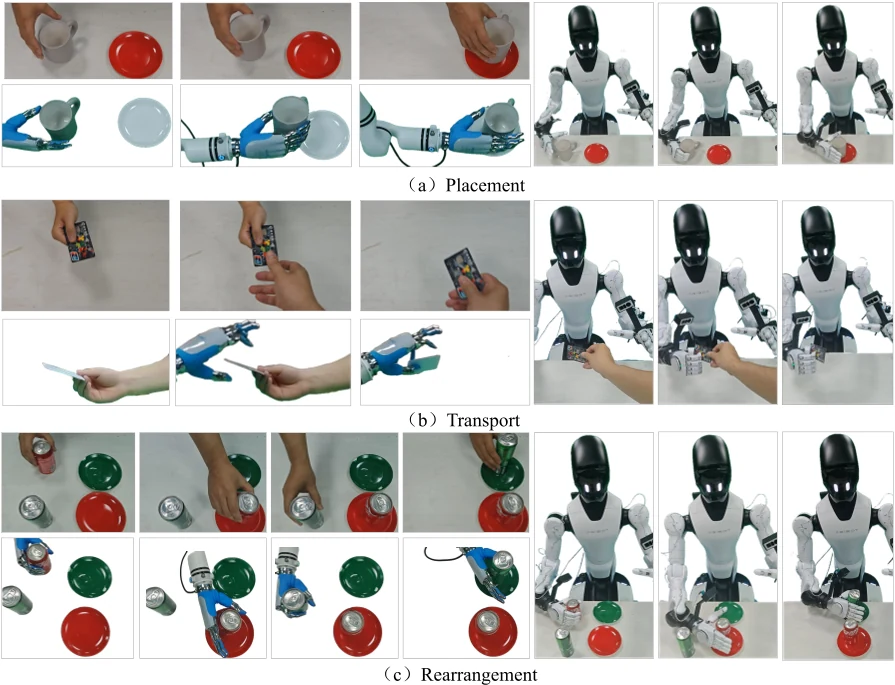 （a）Placement
（b）Transport
（c）Rearrangement